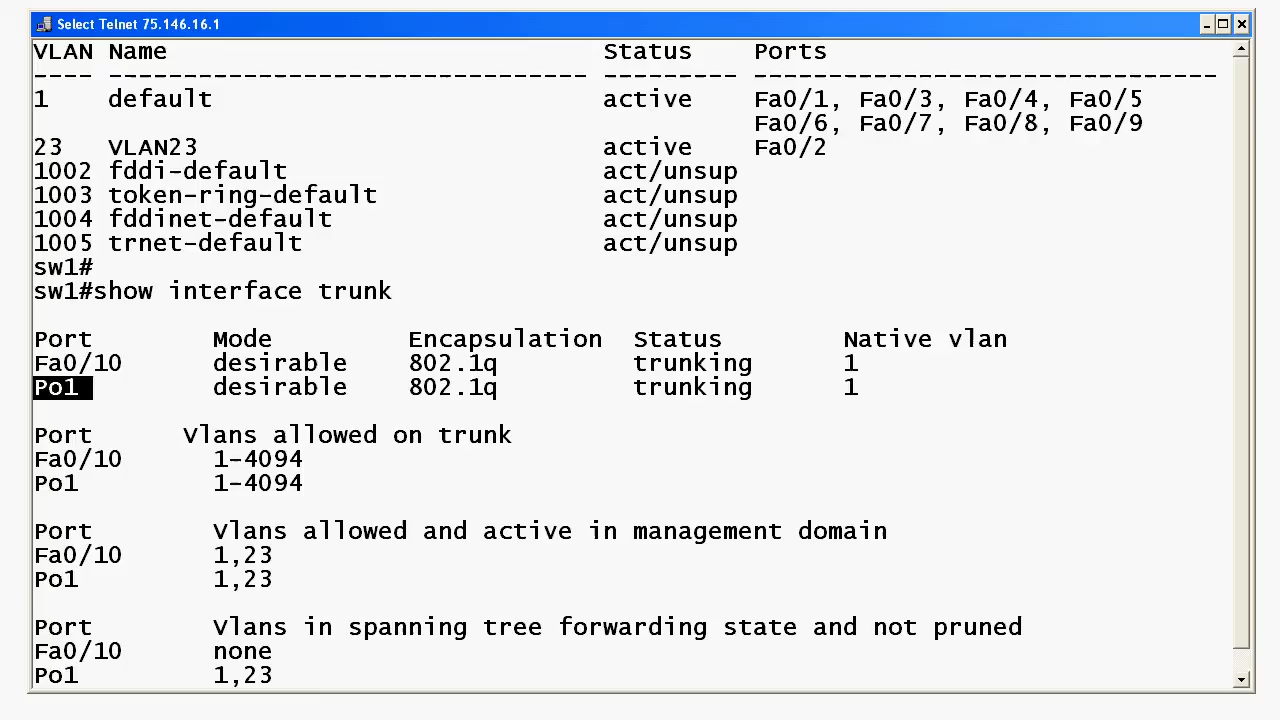 Select Telnet 75.146.16.1
VLAN Name                             Status    Ports
---- -------------------------------- --------- -------------------------------
1    default                          active    Fa0/1, Fa0/3, Fa0/4, Fa0/5
                                                Fa0/6, Fa0/7, Fa0/8, Fa0/9
23   VLAN23                           active    Fa0/2
1002 fddi-default                     act/unsup
1003 token-ring-default               act/unsup
1004 fddinet-default                  act/unsup
1005 trnet-default                    act/unsup
sw1#
sw1#show interface trunk
Port        Mode         Encapsulation  Status        Native vlan
Fa0/10      desirable    802.1q         trunking      1
Po1         desirable    802.1q         trunking      1
Port      Vlans allowed on trunk
Fa0/10      1-4094
Po1         1-4094
Port        Vlans allowed and active in management domain
Fa0/10      1,23
Po1         1,23
Port        Vlans in spanning tree forwarding state and not pruned
Fa0/10      none
Po1         1,23